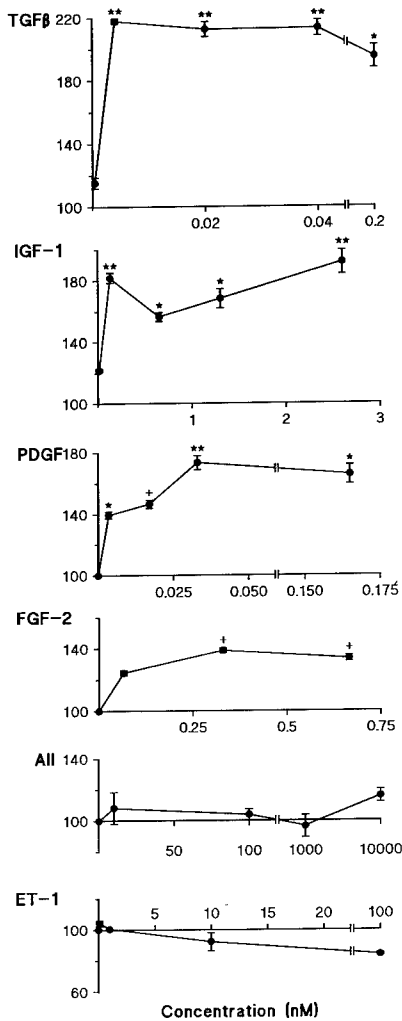 TGFβ 220
** ** ** *
180
140
100
0.02 0.04 0.2
IGF-1
** * * **
180
140
100
1 2 3
PDGF 180
* + ** *
140
100
0.025 0.050 0.150 0.175
FGF-2
+ +
140
100
0.25 0.5 0.75
AII 140
100
50 100 1000 10000
ET-1
5 10 15 20 100
100
60
Concentration (nM)